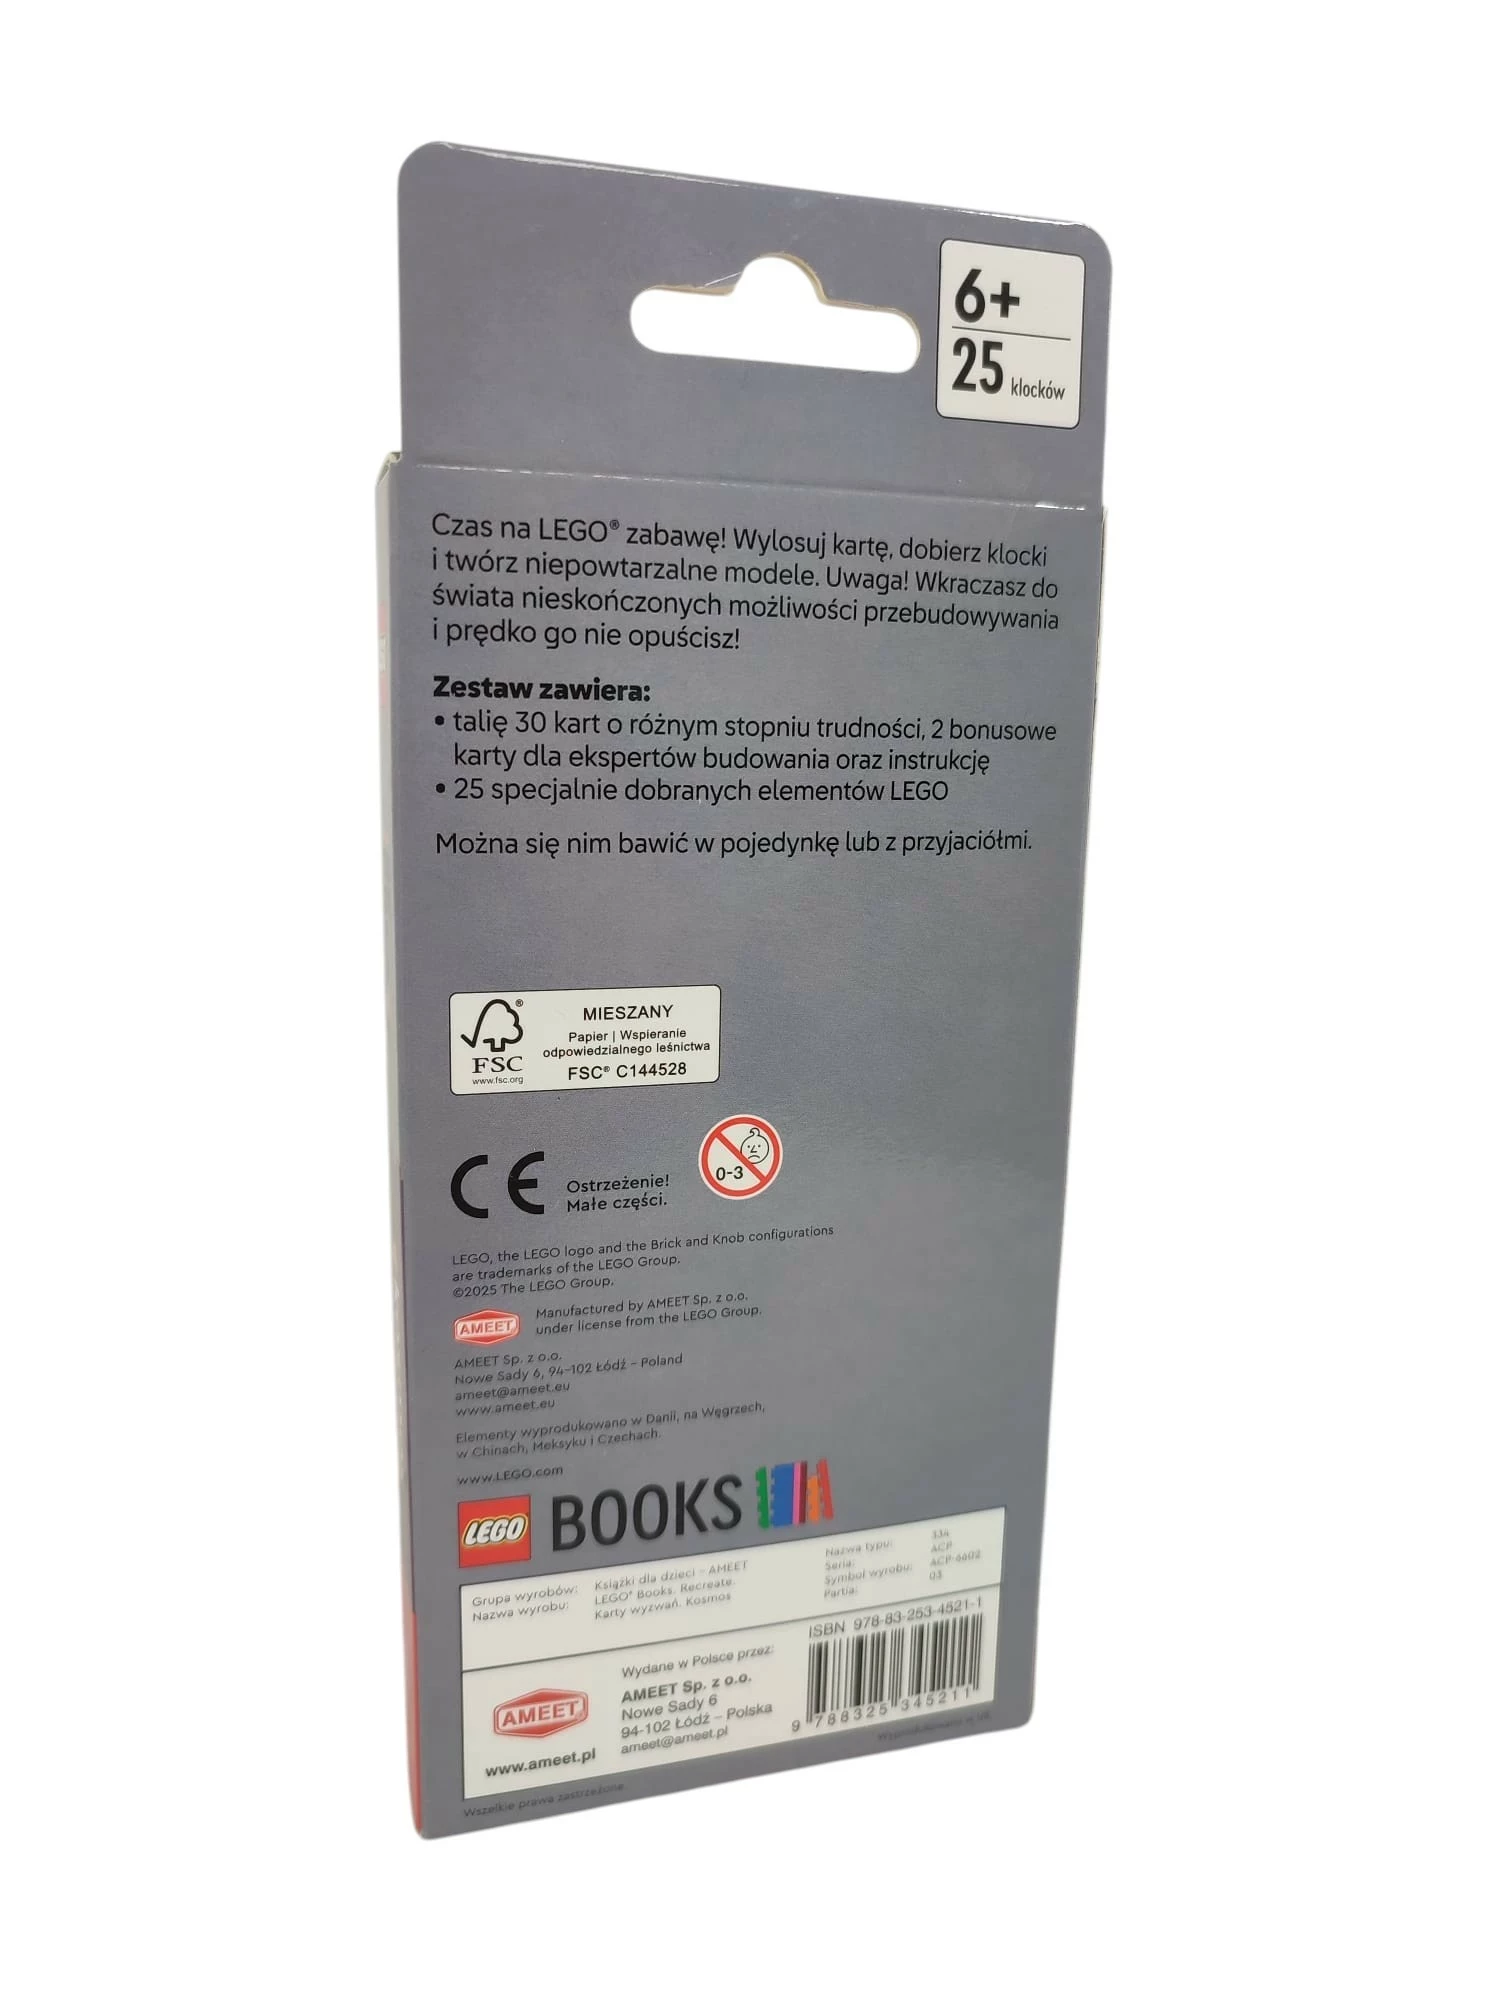 6+
25 klocków
Czas na LEGO® zabawę! Wylosuj kartę, dobierz klocki
i twórz niepowtarzalne modele. Uwaga! Wkraczasz do
świata nieskończonych możliwości przebudowywania
i prędko go nie opuścisz!
Zestaw zawiera:
• talię 30 kart o różnym stopniu trudności, 2 bonusowe
karty dla ekspertów budowania oraz instrukcję
• 25 specjalnie dobranych elementów LEGO
Można się nim bawić w pojedynkę lub z przyjaciółmi.
®
FSC
www.fsc.org
MIESZANY
Papier | Wspieranie
odpowiedzialnego leśnictwa
FSC® C144528
CE
Ostrzeżenie!
Małe części.
0-3
LEGO, the LEGO logo and the Brick and Knob configurations
are trademarks of the LEGO Group.
©2025 The LEGO Group.
AMEET
Manufactured by AMEET Sp. z o.o.
under license from the LEGO Group.
AMEET Sp. z o.o.
Nowe Sady 6, 94-102 Łódź – Poland
ameet@ameet.eu
www.ameet.eu
Elementy wyprodukowano w Danii, na Węgrzech,
w Chinach, Meksyku i Czechach.
www.LEGO.com
LEGO BOOKS
Grupa wyrobów: Książki dla dzieci – AMEET
Nazwa wyrobu: LEGO® Books. Recreate.
Karty wyzwań. Kosmos
Nazwa typu: 334
Seria: ACP
Symbol wyrobu: ACP-6602
Partia: 03
AMEET
www.ameet.pl
Wydane w Polsce przez:
AMEET Sp. z o.o.
Nowe Sady 6
94-102 Łódź – Polska
ameet@ameet.pl
ISBN 978-83-253-4521-1
9 788325 345211
Wszelkie prawa zastrzeżone
Wyprodukowano w UE